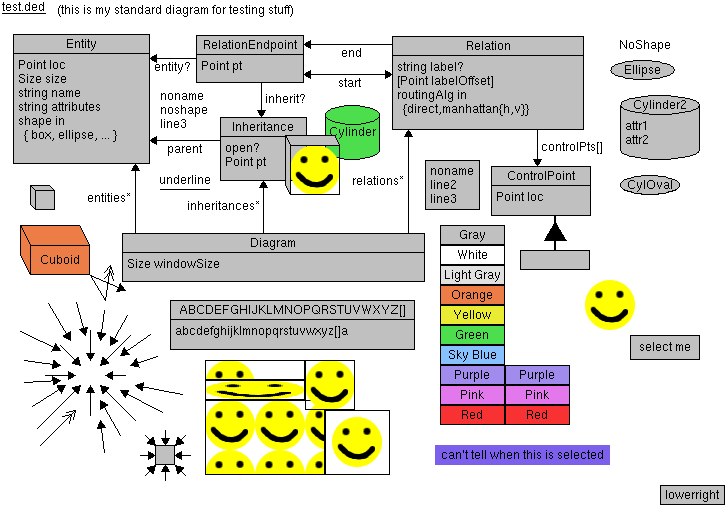 test.ded (this is my standard diagram for testing stuff)
Entity
Point loc
Size size
string name
string attributes
shape in
{ box, ellipse, ... }
entity?
RelationEndpoint
Point pt
end
start
Relation
string label?
[Point labelOffset]
routingAlg in
{direct,manhattan{h,v}}
NoShape
Ellipse
Cylinder2
attr1
attr2
CylOval
noname
noshape
line3
inherit?
parent
Inheritance
open?
Point pt
Cylinder
underline
entities*
inheritances*
relations*
noname
line2
line3
controlPts[]
ControlPoint
Point loc
Cuboid
Diagram
Size windowSize
ABCDEFGHIJKLMNOPQRSTUVWXYZ[]
abcdefghijklmnopqrstuvwxyz[]a
Gray
White
Light Gray
Orange
Yellow
Green
Sky Blue
Purple Purple
Pink Pink
Red Red
select me
can't tell when this is selected
lowerright